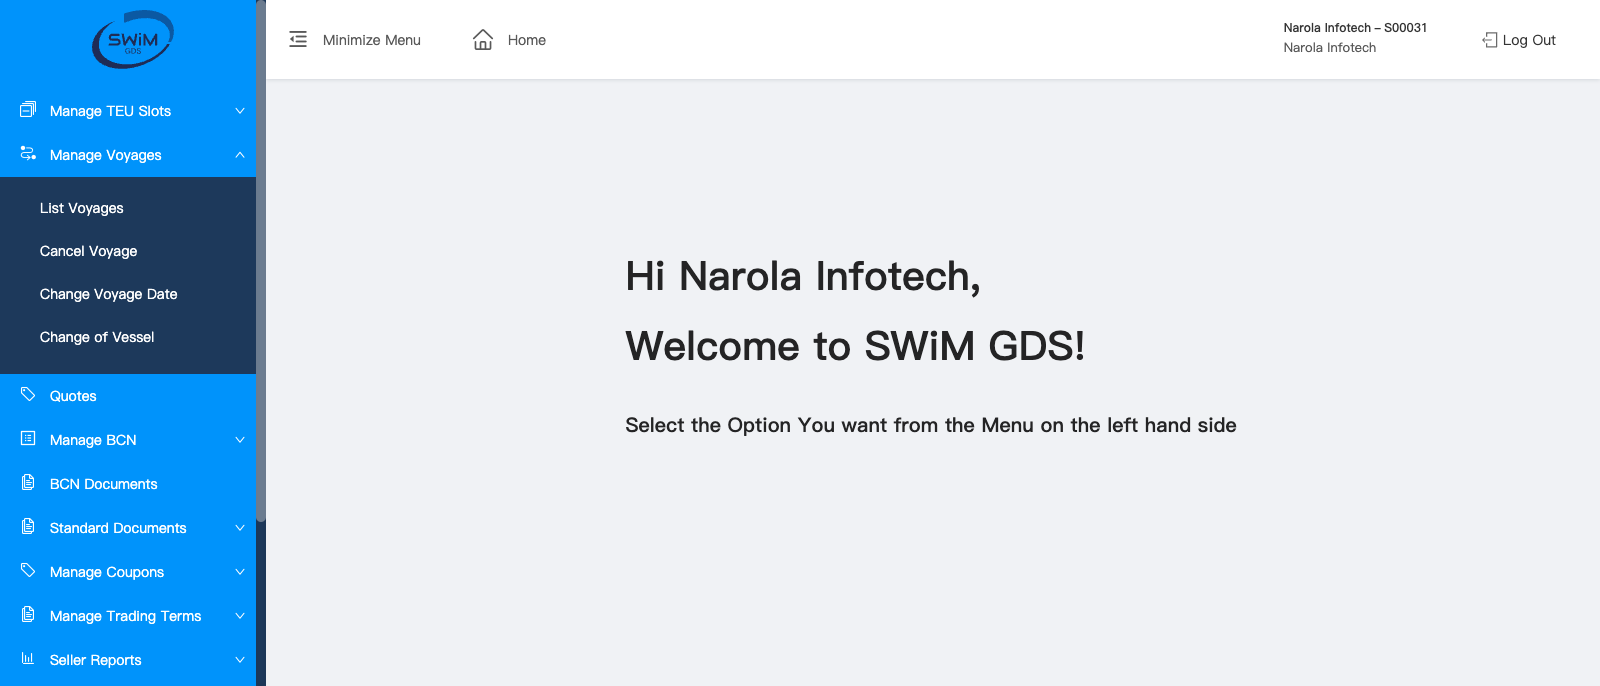 SWiM
GDS
Minimize Menu
Home
Narola Infotech – S00031
Narola Infotech
Log Out
Manage TEU Slots
Manage Voyages
List Voyages
Cancel Voyage
Change Voyage Date
Change of Vessel
Quotes
Manage BCN
BCN Documents
Standard Documents
Manage Coupons
Manage Trading Terms
Seller Reports
Hi Narola Infotech,
Welcome to SWiM GDS!
Select the Option You want from the Menu on the left hand side